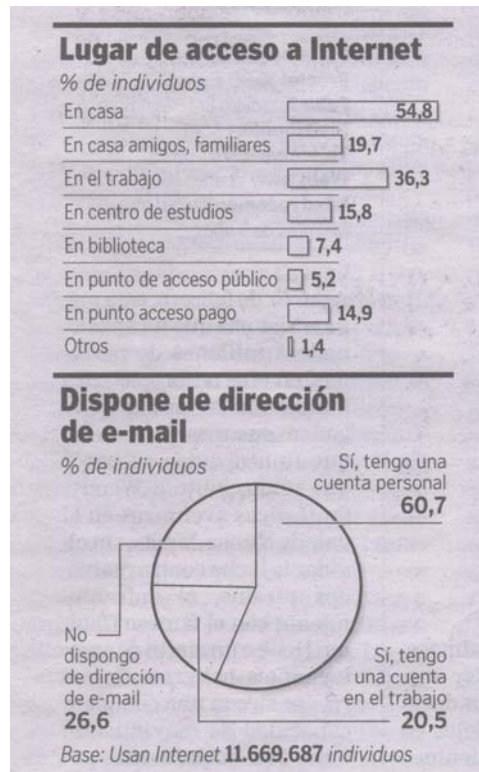 Lugar de acceso a Internet
% de individuos
En casa 54,8
En casa amigos, familiares 19,7
En el trabajo 36,3
En centro de estudios 15,8
En biblioteca 7,4
En punto de acceso público 5,2
En punto acceso pago 14,9
Otros 1,4
Dispone de dirección
de e-mail
% de individuos
Sí, tengo una
cuenta personal
60,7
No
dispongo
de dirección
de e-mail
26,6
Sí, tengo
una cuenta
en el trabajo
20,5
Base: Usan Internet 11.669.687 individuos